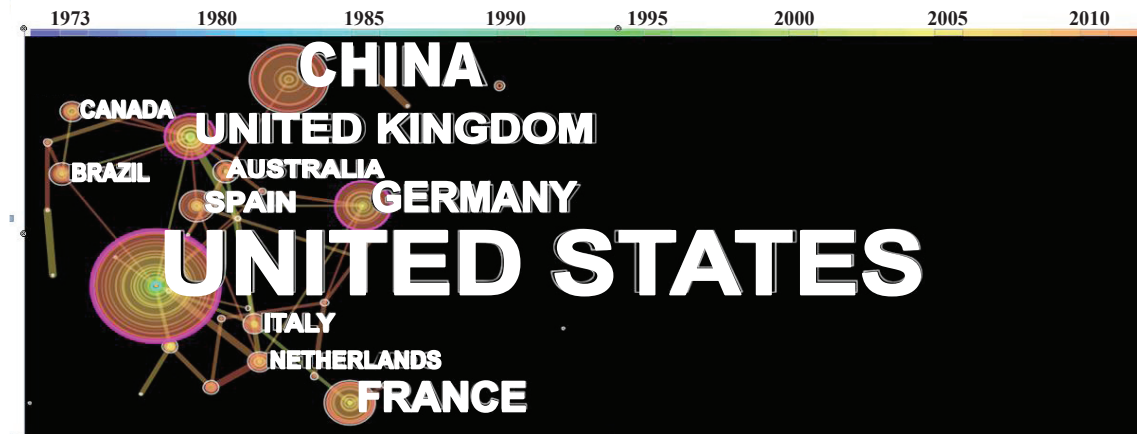 1973 1980 1985 1990 1995 2000 2005 2010
CHINA
CANADA
UNITED KINGDOM
AUSTRALIA
BRAZIL
GERMANY
SPAIN
UNITED STATES
ITALY
NETHERLANDS
FRANCE